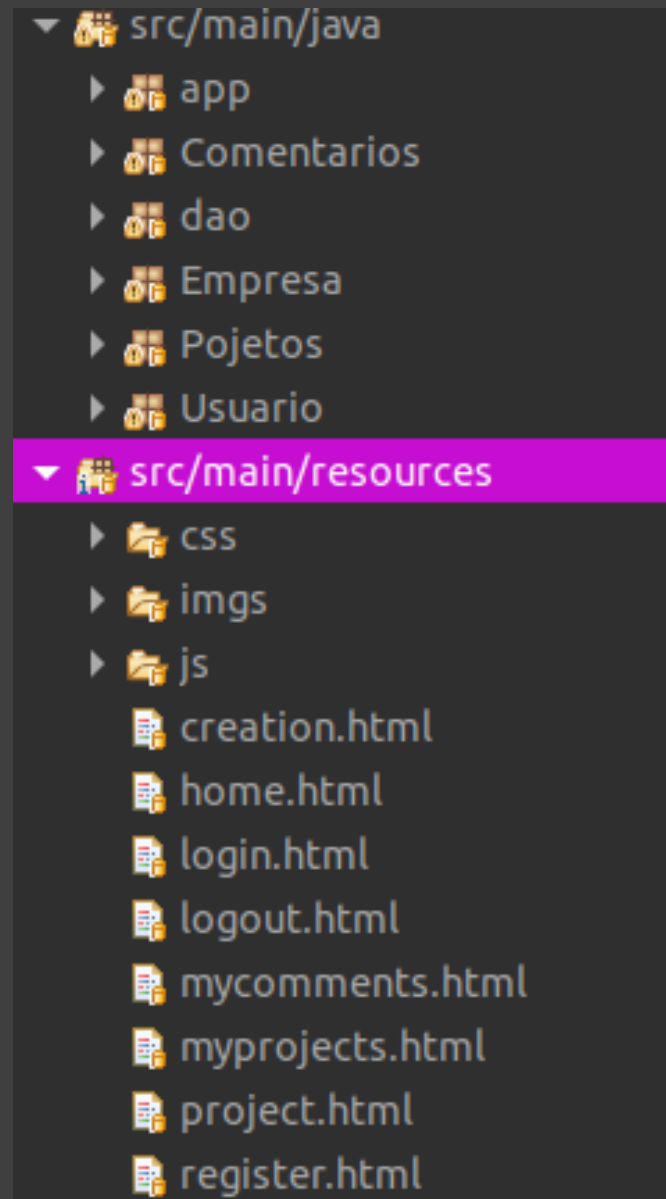 src/main/java
app
Comentarios
dao
Empresa
Pojetos
Usuario
src/main/resources
css
imgs
js
creation.html
home.html
login.html
logout.html
mycomments.html
myprojects.html
project.html
register.html